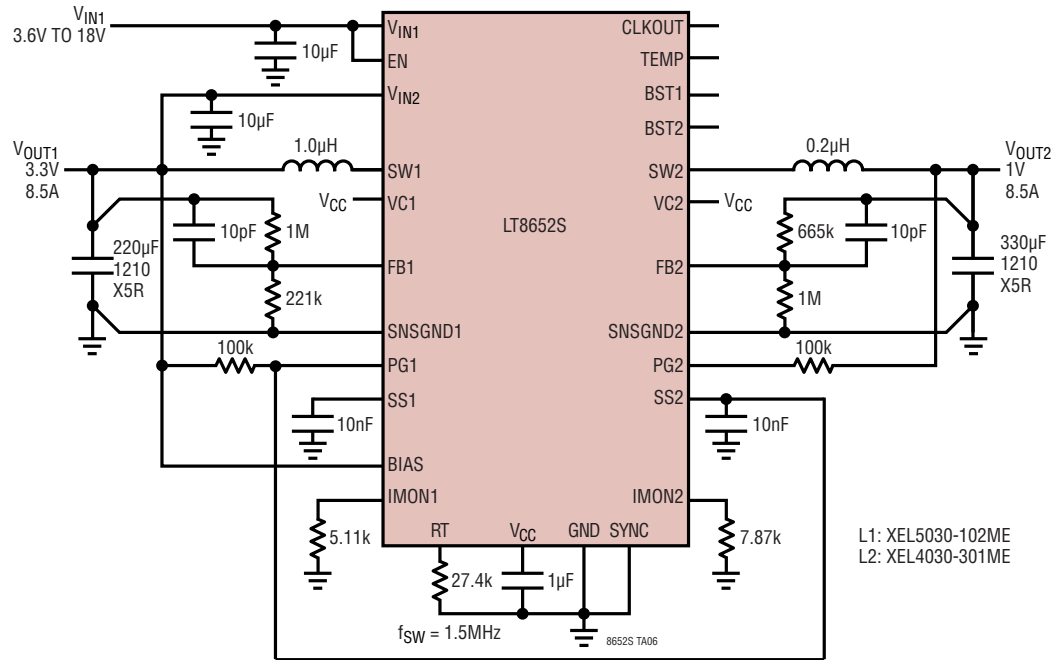 VIN1
3.6V TO 18V
10µF
VIN1
EN
VIN2
10µF
VOUT1
3.3V
8.5A
1.0µH
SW1
VCC
VC1
10pF
1M
220µF
1210
X5R
FB1
221k
SNSGND1
100k
PG1
SS1
10nF
BIAS
IMON1
5.11k
LT8652S
CLKOUT
TEMP
BST1
BST2
SW2
0.2µH
VOUT2
1V
8.5A
VC2
VCC
665k
10pF
330µF
1210
X5R
FB2
1M
SNSGND2
100k
PG2
SS2
10nF
IMON2
7.87k
RT
VCC
GND
SYNC
27.4k
1µF
fSW = 1.5MHz
8652S TA06
L1: XEL5030-102ME
L2: XEL4030-301ME